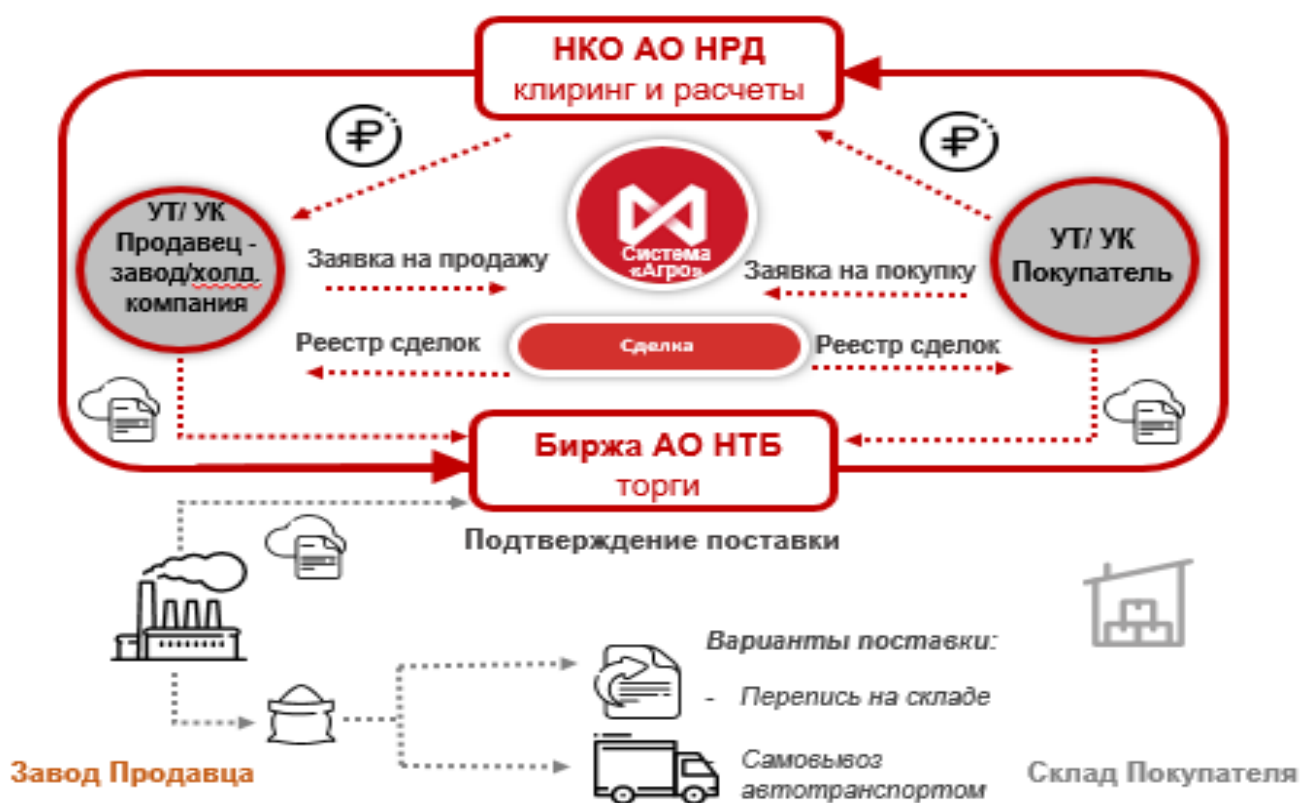 НКО АО НРД
клиринг и расчеты
УТ/ УК
Продавец -
завод/холд.
компания
Заявка на продажу
Система
«Агро»
Заявка на покупку
УТ/ УК
Покупатель
Реестр сделок
Сделка
Реестр сделок
Биржа АО НТБ
торги
Подтверждение поставки
Варианты поставки:
- Перепись на складе
Самовывоз
автотранспортом
Завод Продавца
Склад Покупателя